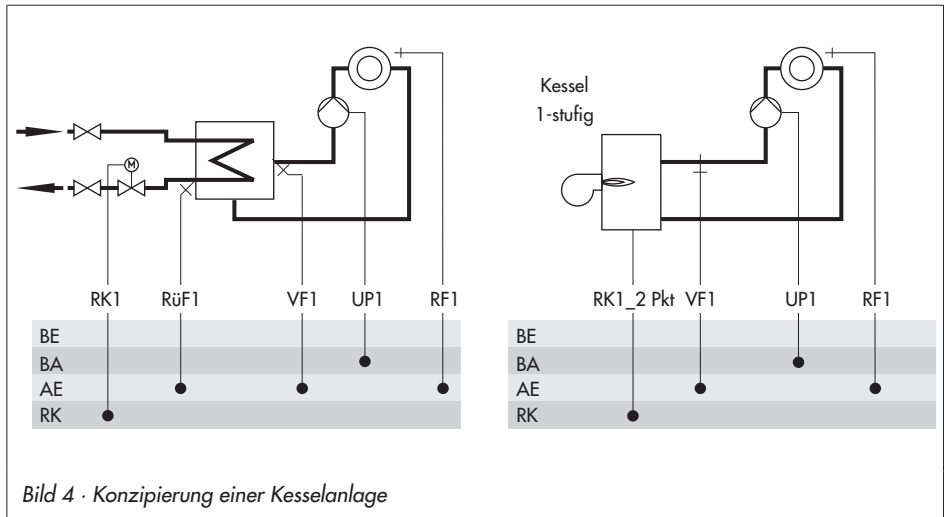 Kessel
1-stufig
M
RK1 RüF1 VF1 UP1 RF1
BE
BA
AE
RK
RK1_2 Pkt VF1 UP1 RF1
BE
BA
AE
RK
Bild 4 · Konzipierung einer Kesselanlage